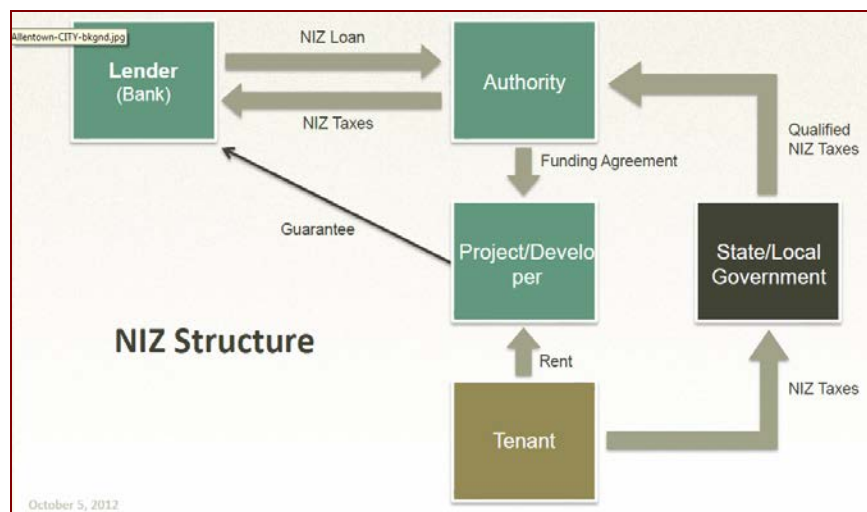 Allentown-CITY-bkgnd.jpg
NIZ Loan
Lender
(Bank)
Authority
NIZ Taxes
Qualified
NIZ Taxes
Funding Agreement
Guarantee
Project/Develo
per
State/Local
Government
NIZ Structure
Rent
NIZ Taxes
Tenant
October 5, 2012